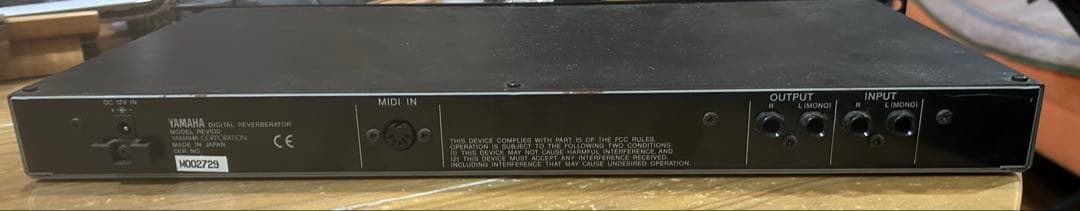 DC 12V IN
YAMAHA DIGITAL REVERBERATOR
MODEL REV100
YAMAHA CORPORATION
MADE IN JAPAN
SER. NO.
M002729
CE
MIDI IN
THIS DEVICE COMPLIES WITH PART 15 OF THE FCC RULES.
OPERATION IS SUBJECT TO THE FOLLOWING TWO CONDITIONS:
(1) THIS DEVICE MAY NOT CAUSE HARMFUL INTERFERENCE, AND
(2) THIS DEVICE MUST ACCEPT ANY INTERFERENCE RECEIVED,
INCLUDING INTERFERENCE THAT MAY CAUSE UNDESIRED OPERATION.
OUTPUT
R L (MONO)
INPUT
R L (MONO)